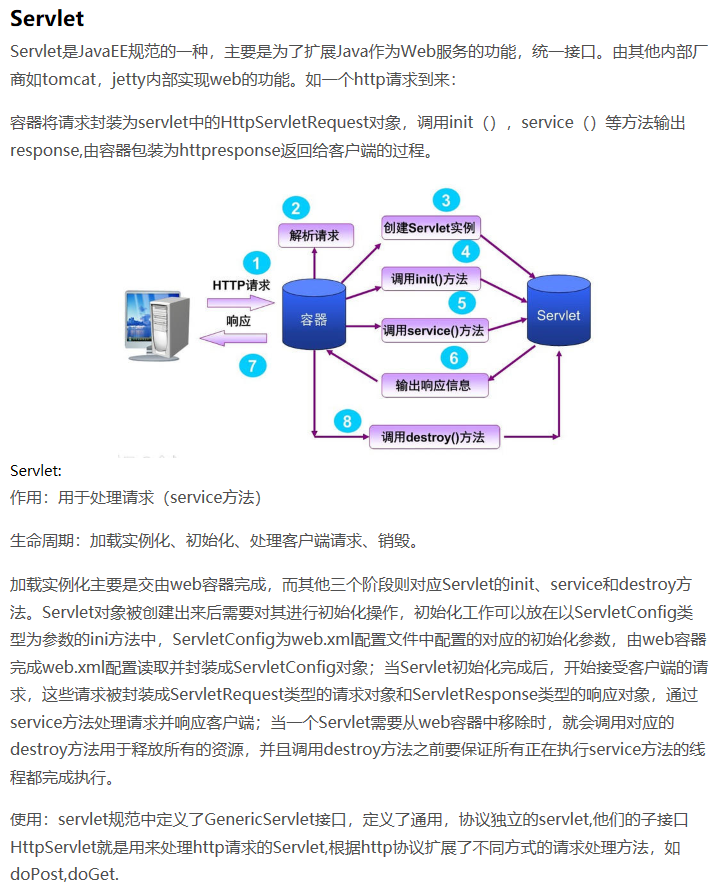 Servlet
Servlet是JavaEE规范的一种，主要是为了扩展Java作为Web服务的功能，统一接口。由其他内部厂
商如tomcat，jetty内部实现web的功能。如一个http请求到来：
容器将请求封装为servlet中的HttpServletRequest对象，调用init（），service（）等方法输出
response,由容器包装为httpresponse返回给客户端的过程。
3
2
创建Servlet实例
解析请求
4
1
HTTP请求
调用init()方法
5
容器
Servlet
响应
调用service()方法
6
7
输出响应信息
8
调用destroy()方法
Servlet:
作用：用于处理请求（service方法）
生命周期：加载实例化、初始化、处理客户端请求、销毁。
加载实例化主要是交由web容器完成，而其他三个阶段则对应Servlet的init、service和destroy方
法。Servlet对象被创建出来后需要对其进行初始化操作，初始化工作可以放在以ServletConfig类
型为参数的ini方法中，ServletConfig为web.xml配置文件中配置的对应的初始化参数，由web容器
完成web.xml配置读取并封装成ServletConfig对象；当Servlet初始化完成后，开始接受客户端的请
求，这些请求被封装成ServletRequest类型的请求对象和ServletResponse类型的响应对象，通过
service方法处理请求并响应客户端；当一个Servlet需要从web容器中移除时，就会调用对应的
destroy方法用于释放所有的资源，并且调用destroy方法之前要保证所有正在执行service方法的线
程都完成执行。
使用：servlet规范中定义了GenericServlet接口，定义了通用，协议独立的servlet,他们的子接口
HttpServlet就是用来处理http请求的Servlet,根据http协议扩展了不同方式的请求处理方法，如
doPost,doGet.